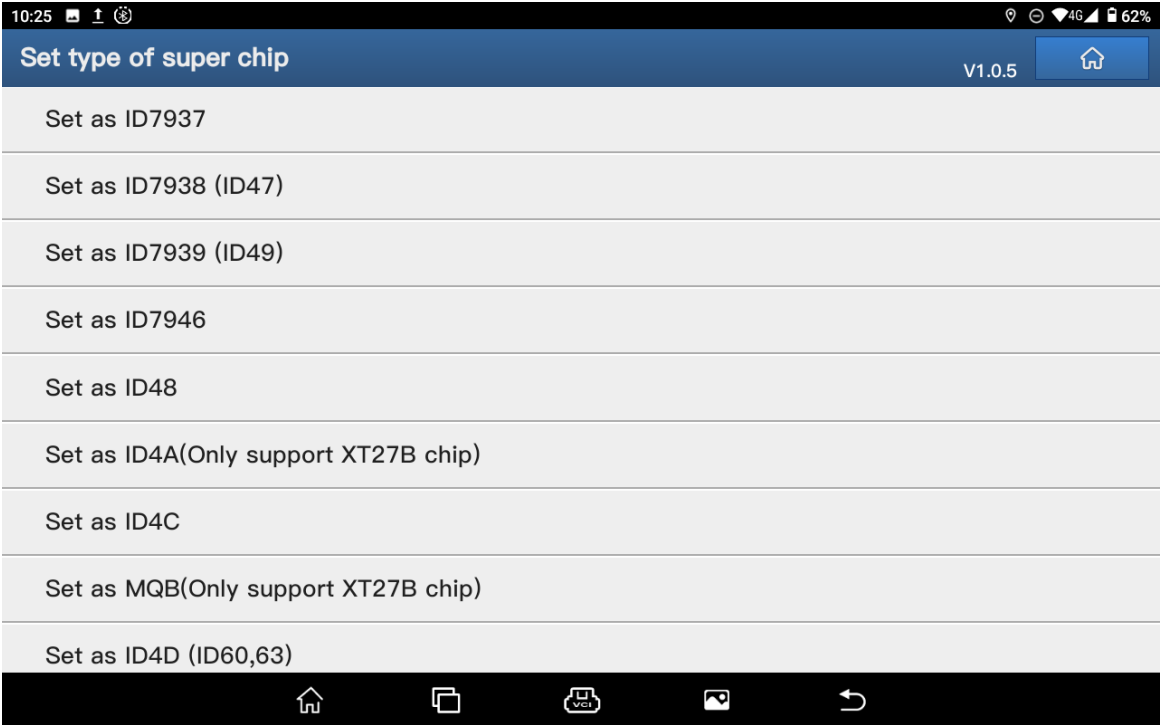 10:25 4G 62%
Set type of super chip
V1.0.5
Set as ID7937
Set as ID7938 (ID47)
Set as ID7939 (ID49)
Set as ID7946
Set as ID48
Set as ID4A(Only support XT27B chip)
Set as ID4C
Set as MQB(Only support XT27B chip)
Set as ID4D (ID60,63)
VCI